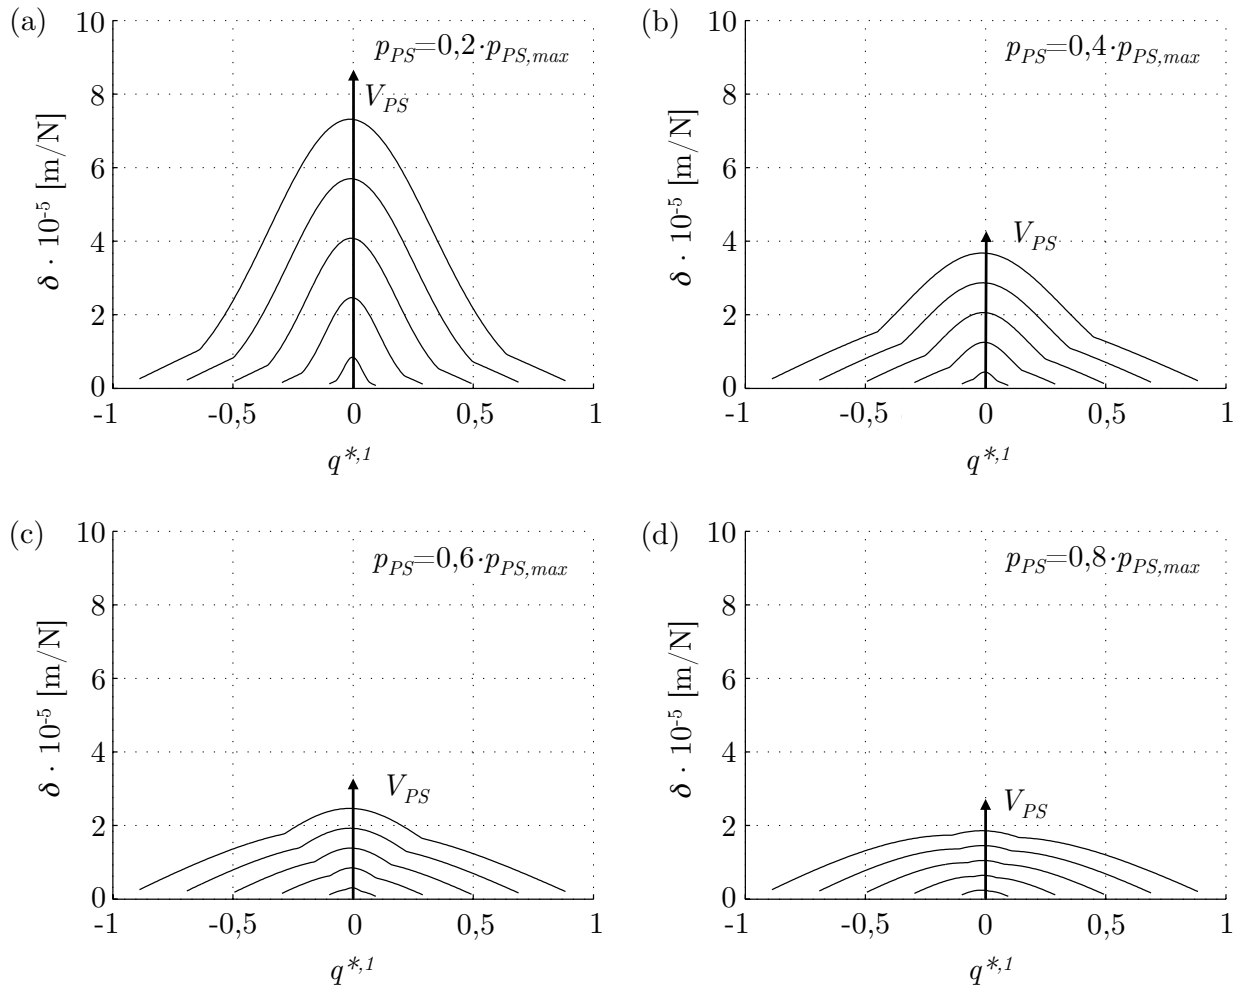 (a)
p_PS=0,2·p_PS,max
V_PS
δ · 10^-5 [m/N]
10
8
6
4
2
0
-1 -0,5 0 0,5 1
q^*,1
(b)
p_PS=0,4·p_PS,max
V_PS
δ · 10^-5 [m/N]
10
8
6
4
2
0
-1 -0,5 0 0,5 1
q^*,1
(c)
p_PS=0,6·p_PS,max
V_PS
δ · 10^-5 [m/N]
10
8
6
4
2
0
-1 -0,5 0 0,5 1
q^*,1
(d)
p_PS=0,8·p_PS,max
V_PS
δ · 10^-5 [m/N]
10
8
6
4
2
0
-1 -0,5 0 0,5 1
q^*,1